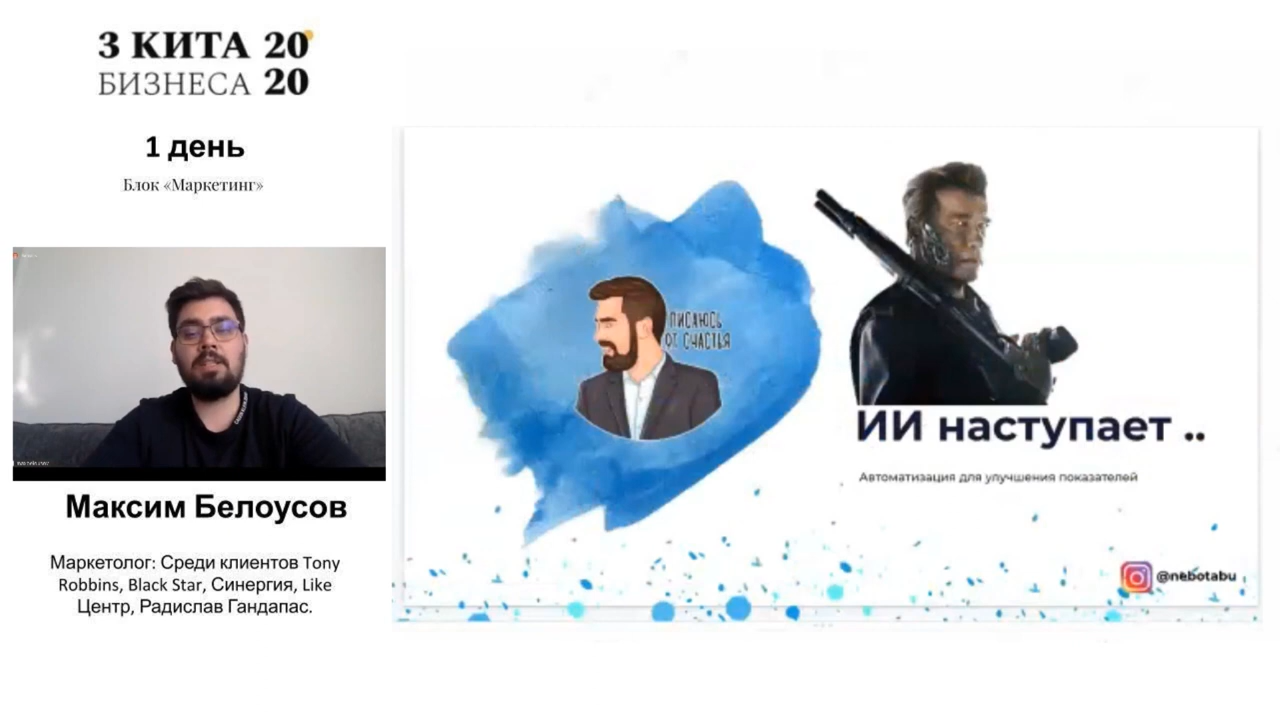 3 КИТА 20
БИЗНЕСА 20
1 день
Блок «Маркетинг»
Максим Белоусов
Маркетолог: Среди клиентов Tony
Robbins, Black Star, Синергия, Like
Центр, Радислав Гандапас.
ПИСАЮСЬ
ОТ СЧАСТЬЯ
ИИ наступает ..
Автоматизация для улучшения показателей
@nebotabu